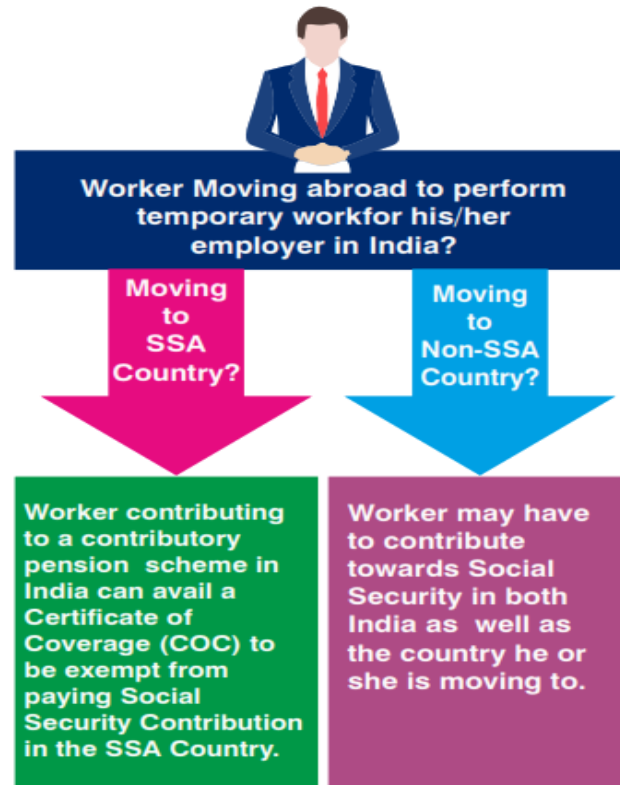 Worker Moving abroad to perform
temporary workfor his/her
employer in India?
Moving
to
SSA
Country?
Moving
to
Non-SSA
Country?
Worker contributing
to a contributory
pension scheme in
India can avail a
Certificate of
Coverage (COC) to
be exempt from
paying Social
Security Contribution
in the SSA Country.
Worker may have
to contribute
towards Social
Security in both
India as well as
the country he or
she is moving to.